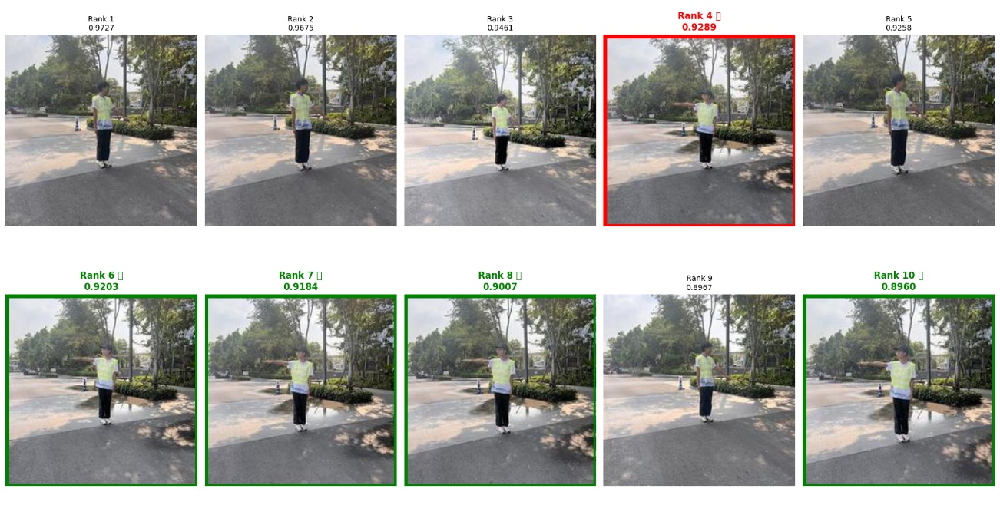 Rank 1
0.9727
Rank 2
0.9675
Rank 3
0.9461
Rank 4
0.9289
Rank 5
0.9258
Rank 6
0.9203
Rank 7
0.9184
Rank 8
0.9007
Rank 9
0.8967
Rank 10
0.8960